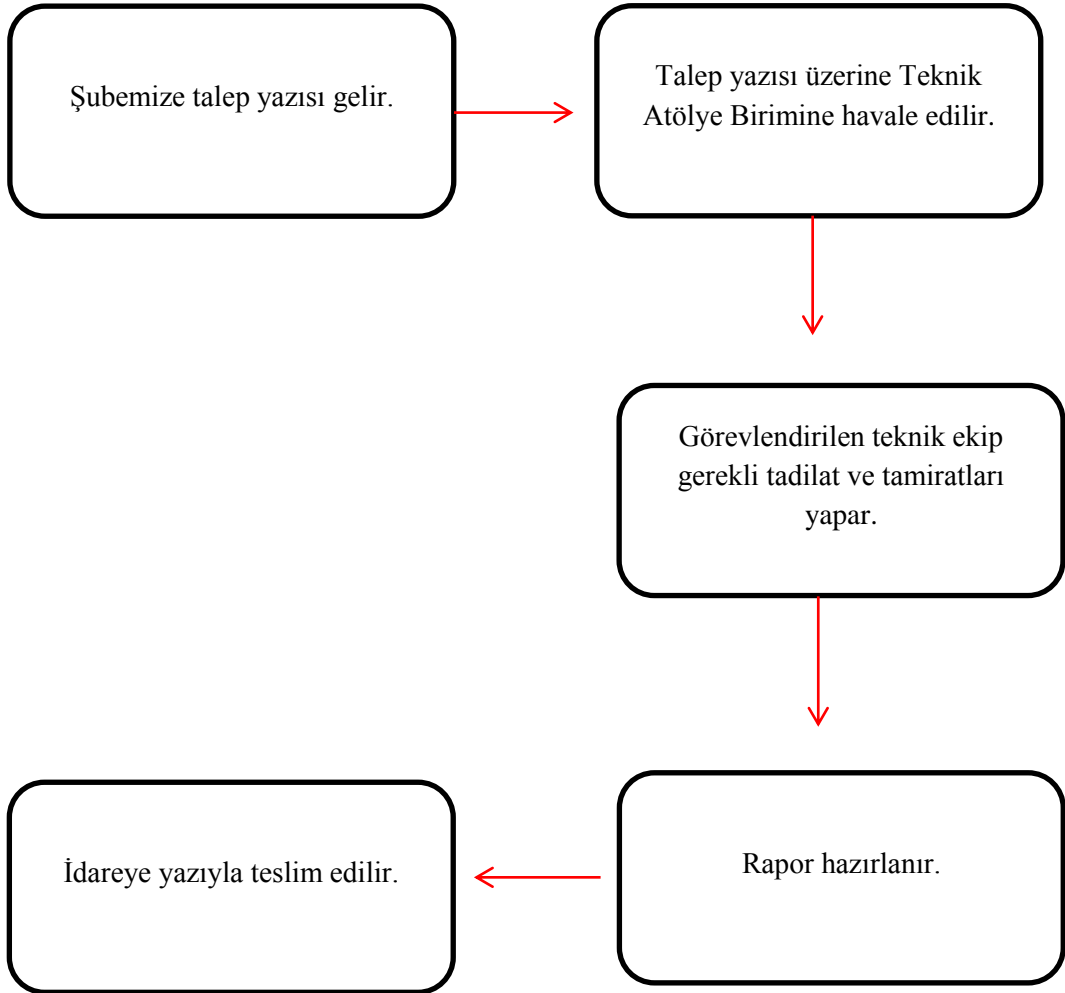 Şubemize talep yazısı gelir.
Talep yazısı üzerine Teknik
Atölye Birimine havale edilir.
Görevlendirilen teknik ekip
gerekli tadilat ve tamiratları
yapar.
Rapor hazırlanır.
İdareye yazıyla teslim edilir.